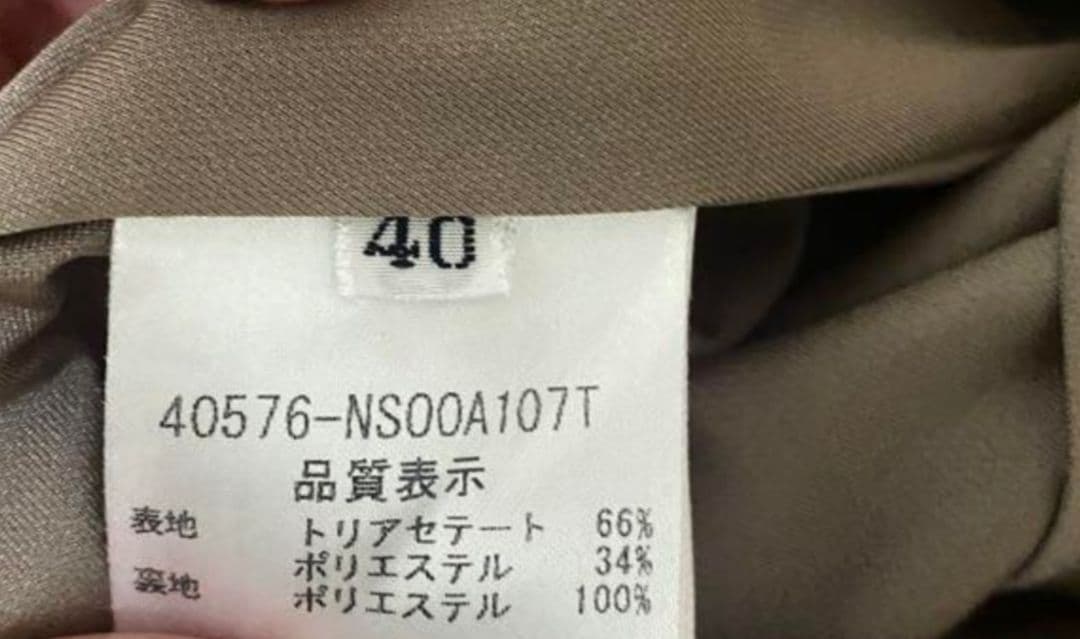 40
40576-NS00A107T
品質表示
表地 トリアセテート 66%
ポリエステル 34%
裏地 ポリエステル 100%